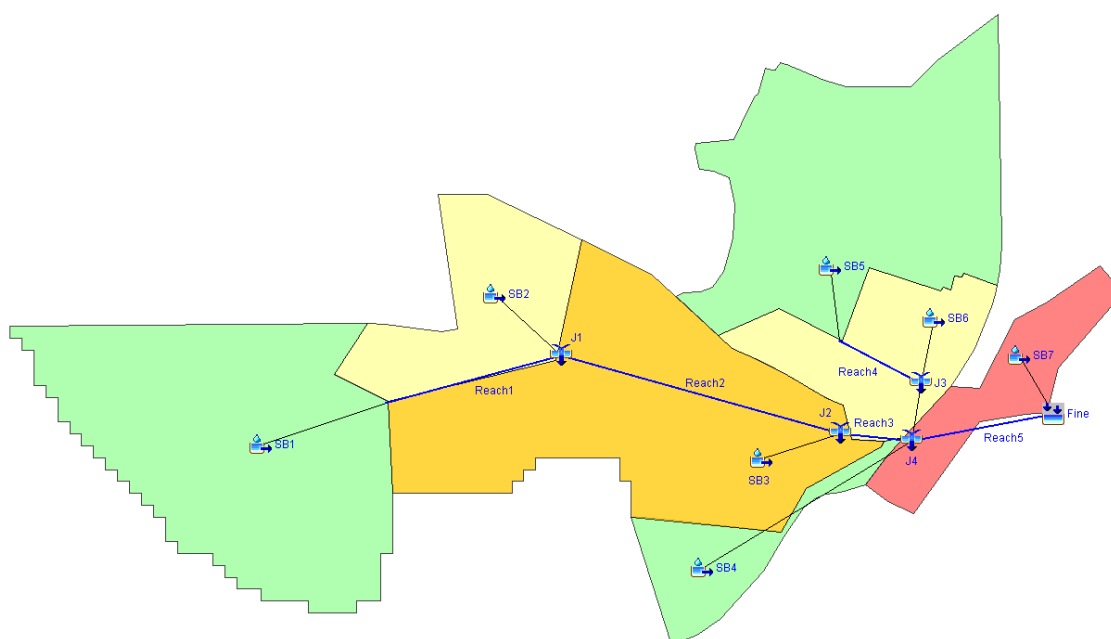 SB5
SB2
SB6
J1
SB7
Reach4
Reach2
J3
Reach1
J2
Fine
Reach3
Reach5
SB1
J4
SB3
SB4